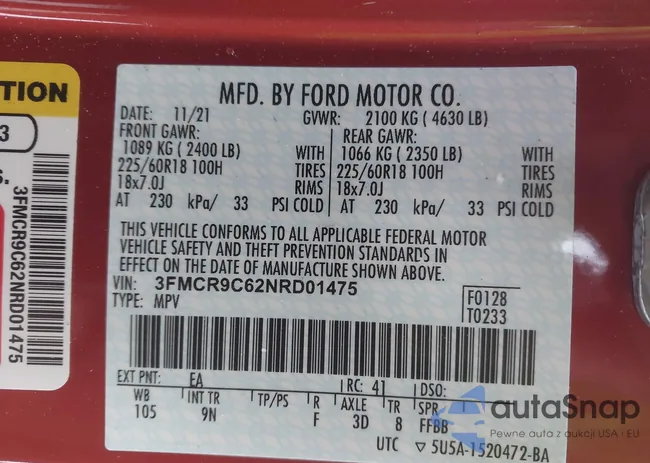 TION
3
S.
3FMCR9C62NRD01475
MFD. BY FORD MOTOR CO.
DATE: 11/21 GVWR: 2100 KG ( 4630 LB)
FRONT GAWR: REAR GAWR:
1089 KG ( 2400 LB) WITH 1066 KG ( 2350 LB) WITH
225/60R18 100H TIRES 225/60R18 100H TIRES
18x7.0J RIMS 18x7.0J RIMS
AT 230 kPa/ 33 PSI COLD AT 230 kPa/ 33 PSI COLD
THIS VEHICLE CONFORMS TO ALL APPLICABLE FEDERAL MOTOR
VEHICLE SAFETY AND THEFT PREVENTION STANDARDS IN
EFFECT ON THE DATE OF MANUFACTURE SHOWN ABOVE.
VIN: 3FMCR9C62NRD01475
TYPE: MPV
F0128
T0233
EXT PNT: EA RC: 41 DSO:
WB INT TR TP/PS R AXLE TR SPR
105 9N F 3D 8 FFBB
UTC ▽ 5U5A-1520472-BA
autoSnap
Pewne auta z aukcji USA i EU